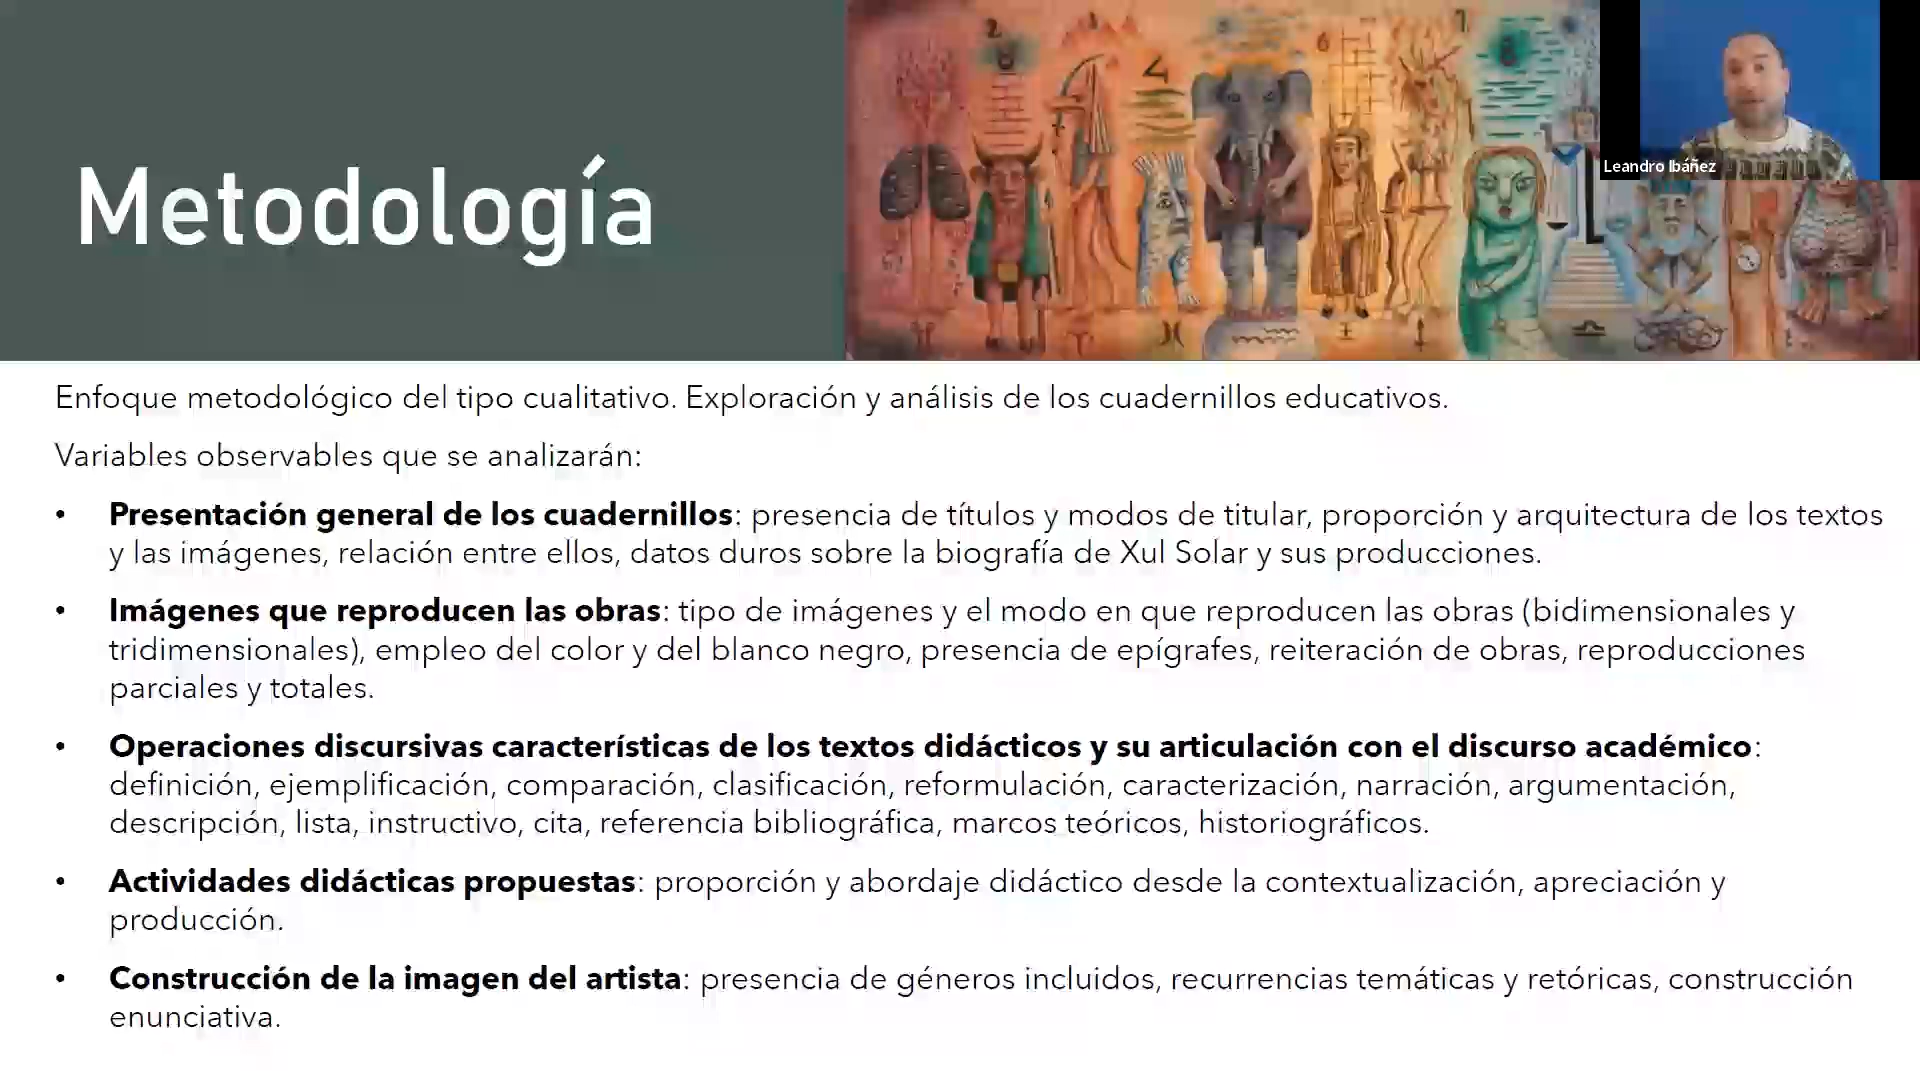 Metodología
2
4
6
Leandro Ibáñez
Enfoque metodológico del tipo cualitativo. Exploración y análisis de los cuadernillos educativos.
Variables observables que se analizarán:
• Presentación general de los cuadernillos: presencia de títulos y modos de titular, proporción y arquitectura de los textos
y las imágenes, relación entre ellos, datos duros sobre la biografía de Xul Solar y sus producciones.
• Imágenes que reproducen las obras: tipo de imágenes y el modo en que reproducen las obras (bidimensionales y
tridimensionales), empleo del color y del blanco negro, presencia de epígrafes, reiteración de obras, reproducciones
parciales y totales.
• Operaciones discursivas características de los textos didácticos y su articulación con el discurso académico:
definición, ejemplificación, comparación, clasificación, reformulación, caracterización, narración, argumentación,
descripción, lista, instructivo, cita, referencia bibliográfica, marcos teóricos, historiográficos.
• Actividades didácticas propuestas: proporción y abordaje didáctico desde la contextualización, apreciación y
producción.
• Construcción de la imagen del artista: presencia de géneros incluidos, recurrencias temáticas y retóricas, construcción
enunciativa.